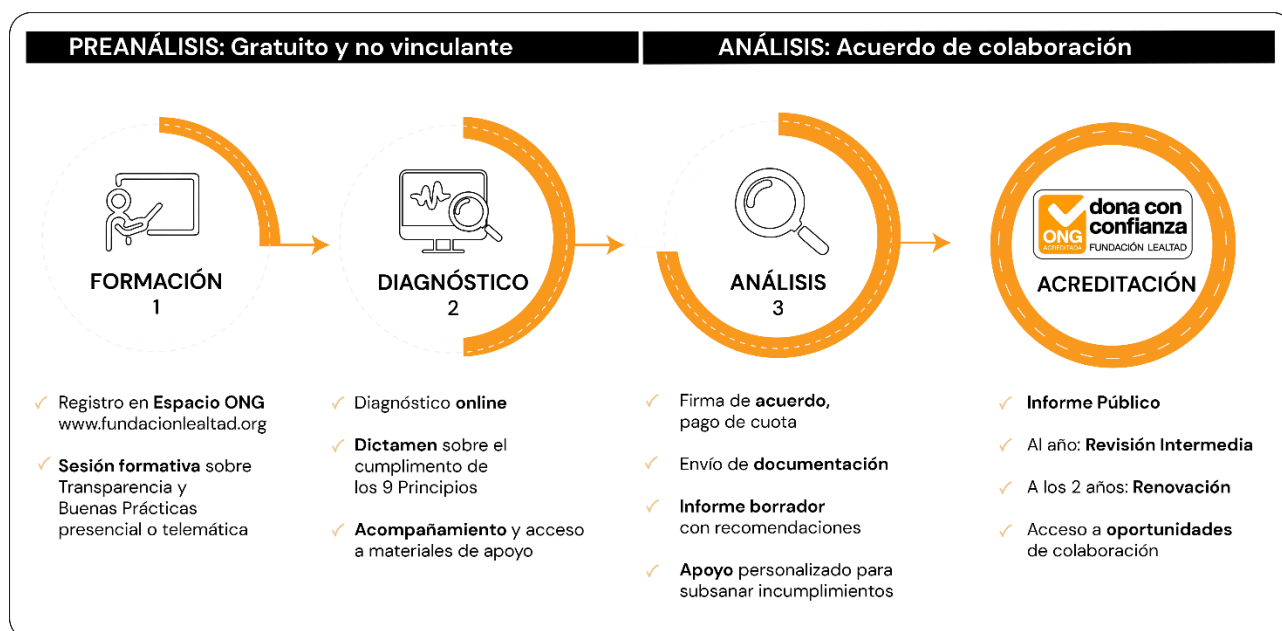 PREANÁLISIS: Gratuito y no vinculante
ANÁLISIS: Acuerdo de colaboración
FORMACIÓN
1
DIAGNÓSTICO
2
ANÁLISIS
3
ONG
ACREDITADA
dona con
confianza
FUNDACIÓN LEALTAD
ACREDITACIÓN
Registro en Espacio ONG
www.fundacionlealtad.org
Sesión formativa sobre
Transparencia y
Buenas Prácticas
presencial o telemática
Diagnóstico online
Dictamen sobre el
cumplimento de
los 9 Principios
Acompañamiento y acceso
a materiales de apoyo
Firma de acuerdo,
pago de cuota
Envío de documentación
Informe borrador
con recomendaciones
Apoyo personalizado para
subsanar incumplimientos
Informe Público
Al año: Revisión Intermedia
A los 2 años: Renovación
Acceso a oportunidades
de colaboración